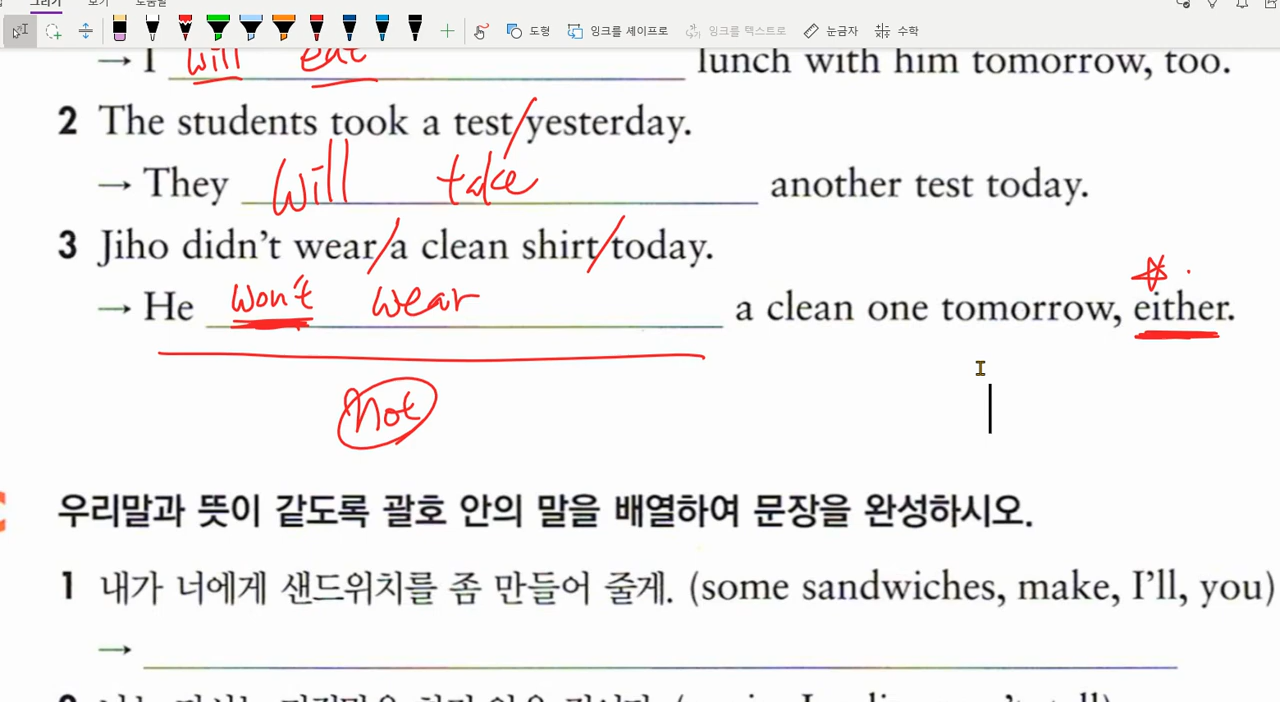 그리기 보기 도움말
도형 잉크를 셰이프로 잉크를 텍스트로 눈금자 수학
→ I will eat lunch with him tomorrow, too.
2 The students took a test/yesterday.
→ They will take another test today.
3 Jiho didn't wear/a clean shirt/today.
→ He won't wear a clean one tomorrow, either.
not
C 우리말과 뜻이 같도록 괄호 안의 말을 배열하여 문장을 완성하시오.
1 내가 너에게 샌드위치를 좀 만들어 줄게. (some sandwiches, make, I'll, you)
→